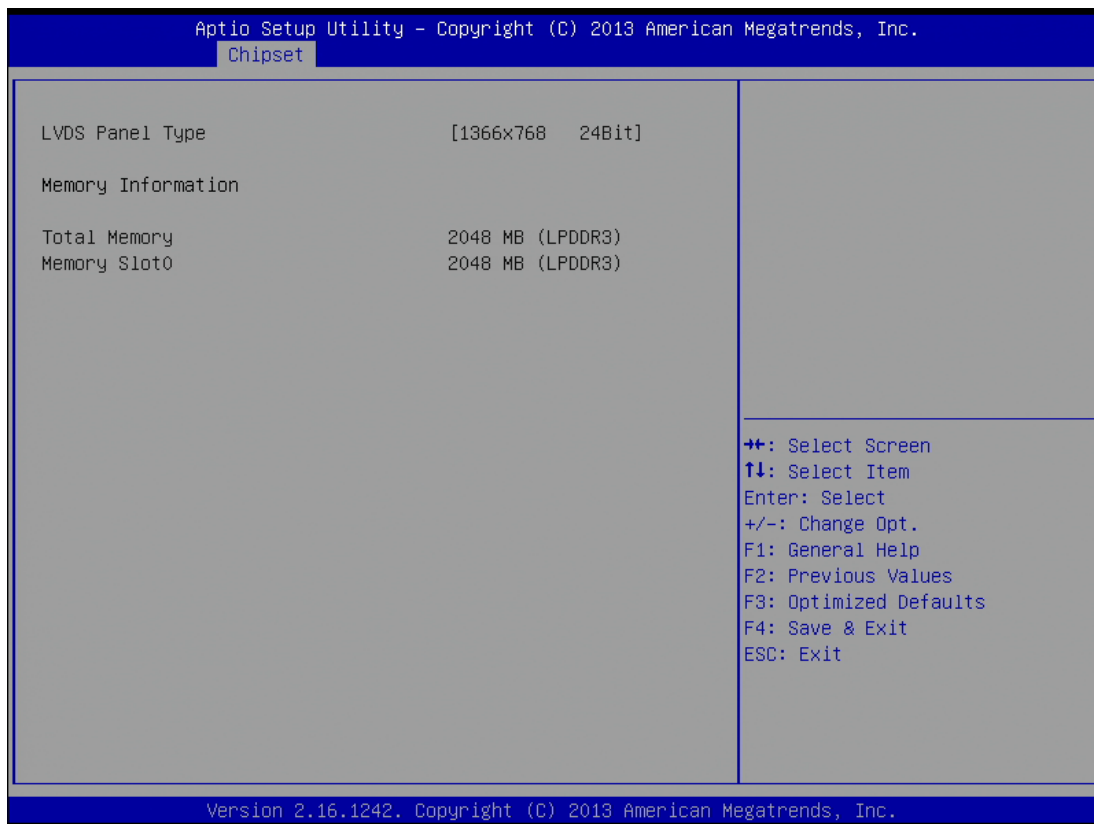 Aptio Setup Utility – Copyright (C) 2013 American Megatrends, Inc.
Chipset
LVDS Panel Type [1366x768 24Bit]
Memory Information
Total Memory 2048 MB (LPDDR3)
Memory Slot0 2048 MB (LPDDR3)
→←: Select Screen
↑↓: Select Item
Enter: Select
+/-: Change Opt.
F1: General Help
F2: Previous Values
F3: Optimized Defaults
F4: Save & Exit
ESC: Exit
Version 2.16.1242. Copyright (C) 2013 American Megatrends, Inc.